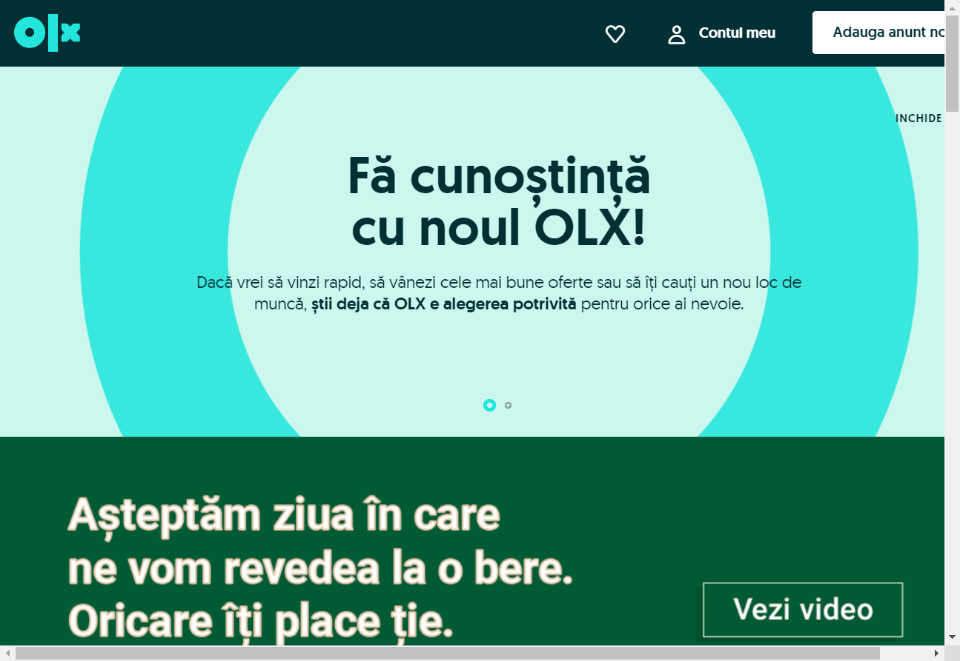 olx
Contul meu
Adauga anunt
INCHIDE
Fă cunoștință
cu noul OLX!
Dacă vrei să vinzi rapid, să vânezi cele mai bune oferte sau să îți cauți un nou loc de
muncă, știi deja că OLX e alegerea potrivită pentru orice ai nevoie.
Așteptăm ziua în care
ne vom revedea la o bere.
Oricare îți place ție.
Vezi video